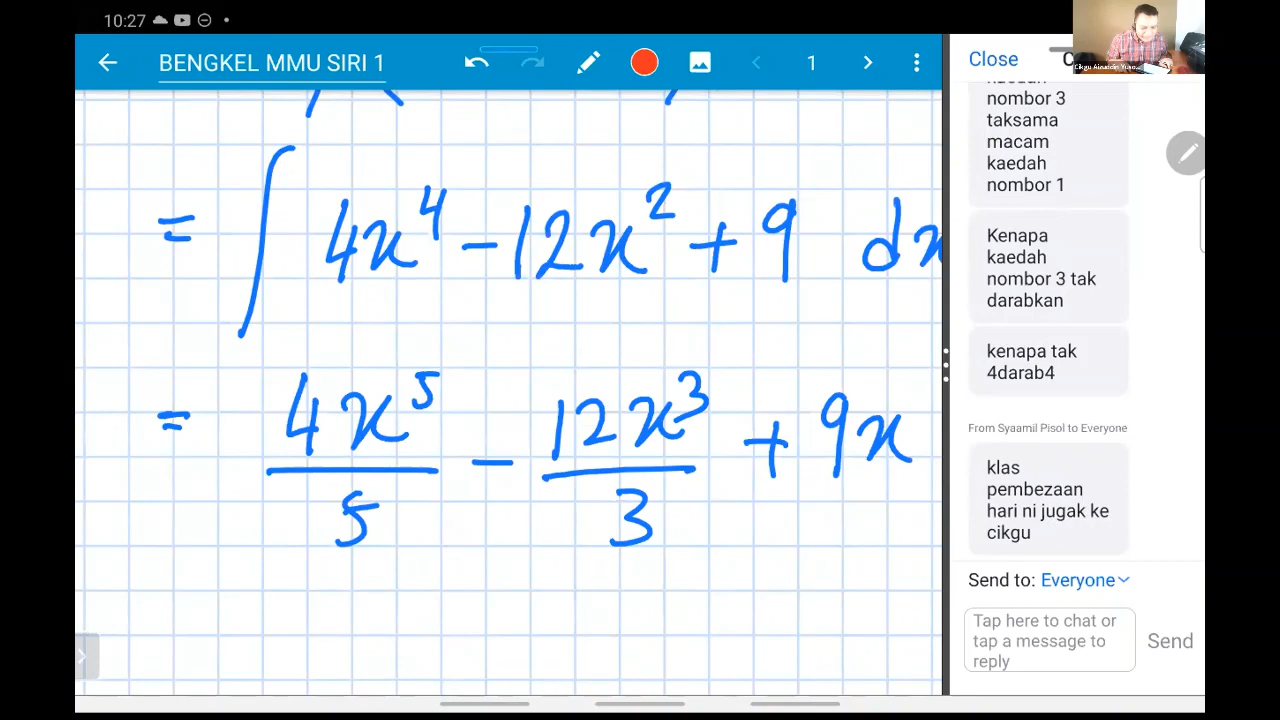 10:27
BENGKEL MMU SIRI 1
1
= ∫ 4x⁴ - 12x² + 9 dx
= 4x⁵/5 - 12x³/3 + 9x
Close
nombor 3
taksama
macam
kaedah
nombor 1
Kenapa
kaedah
nombor 3 tak
darabkan
kenapa tak
4darab4
From Syaamil Pisol to Everyone
klas
pembezaan
hari ni jugak ke
cikgu
Send to: Everyone
Tap here to chat or
tap a message to
reply
Send